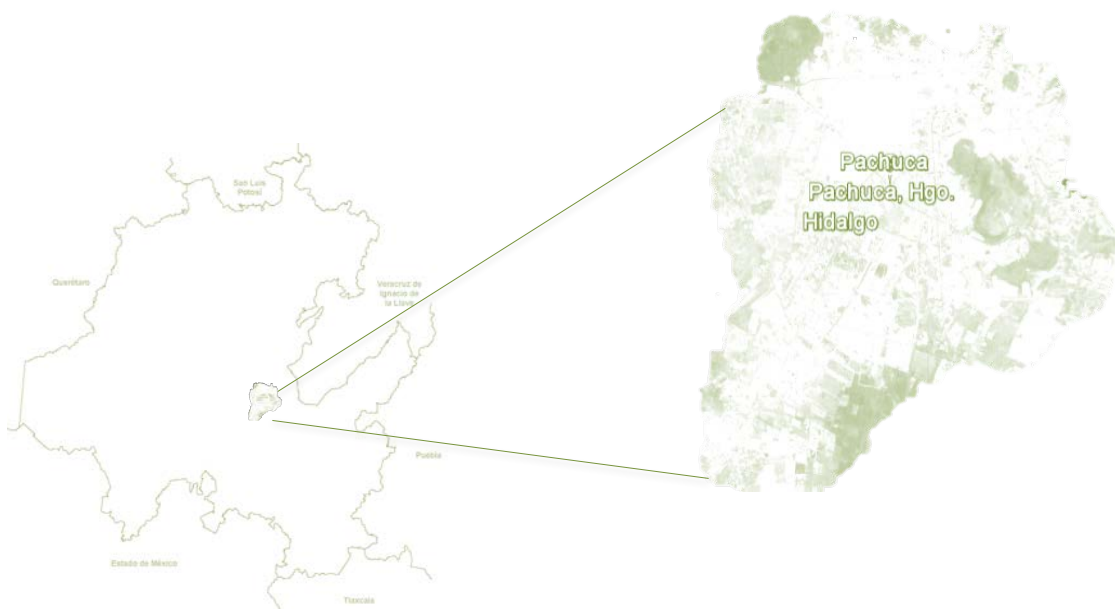 San Luis
Potosí
Querétaro
Veracruz de
Ignacio de
la Llave
Puebla
Estado de México
Tlaxcala
Pachuca
Pachuca, Hgo.
Hidalgo